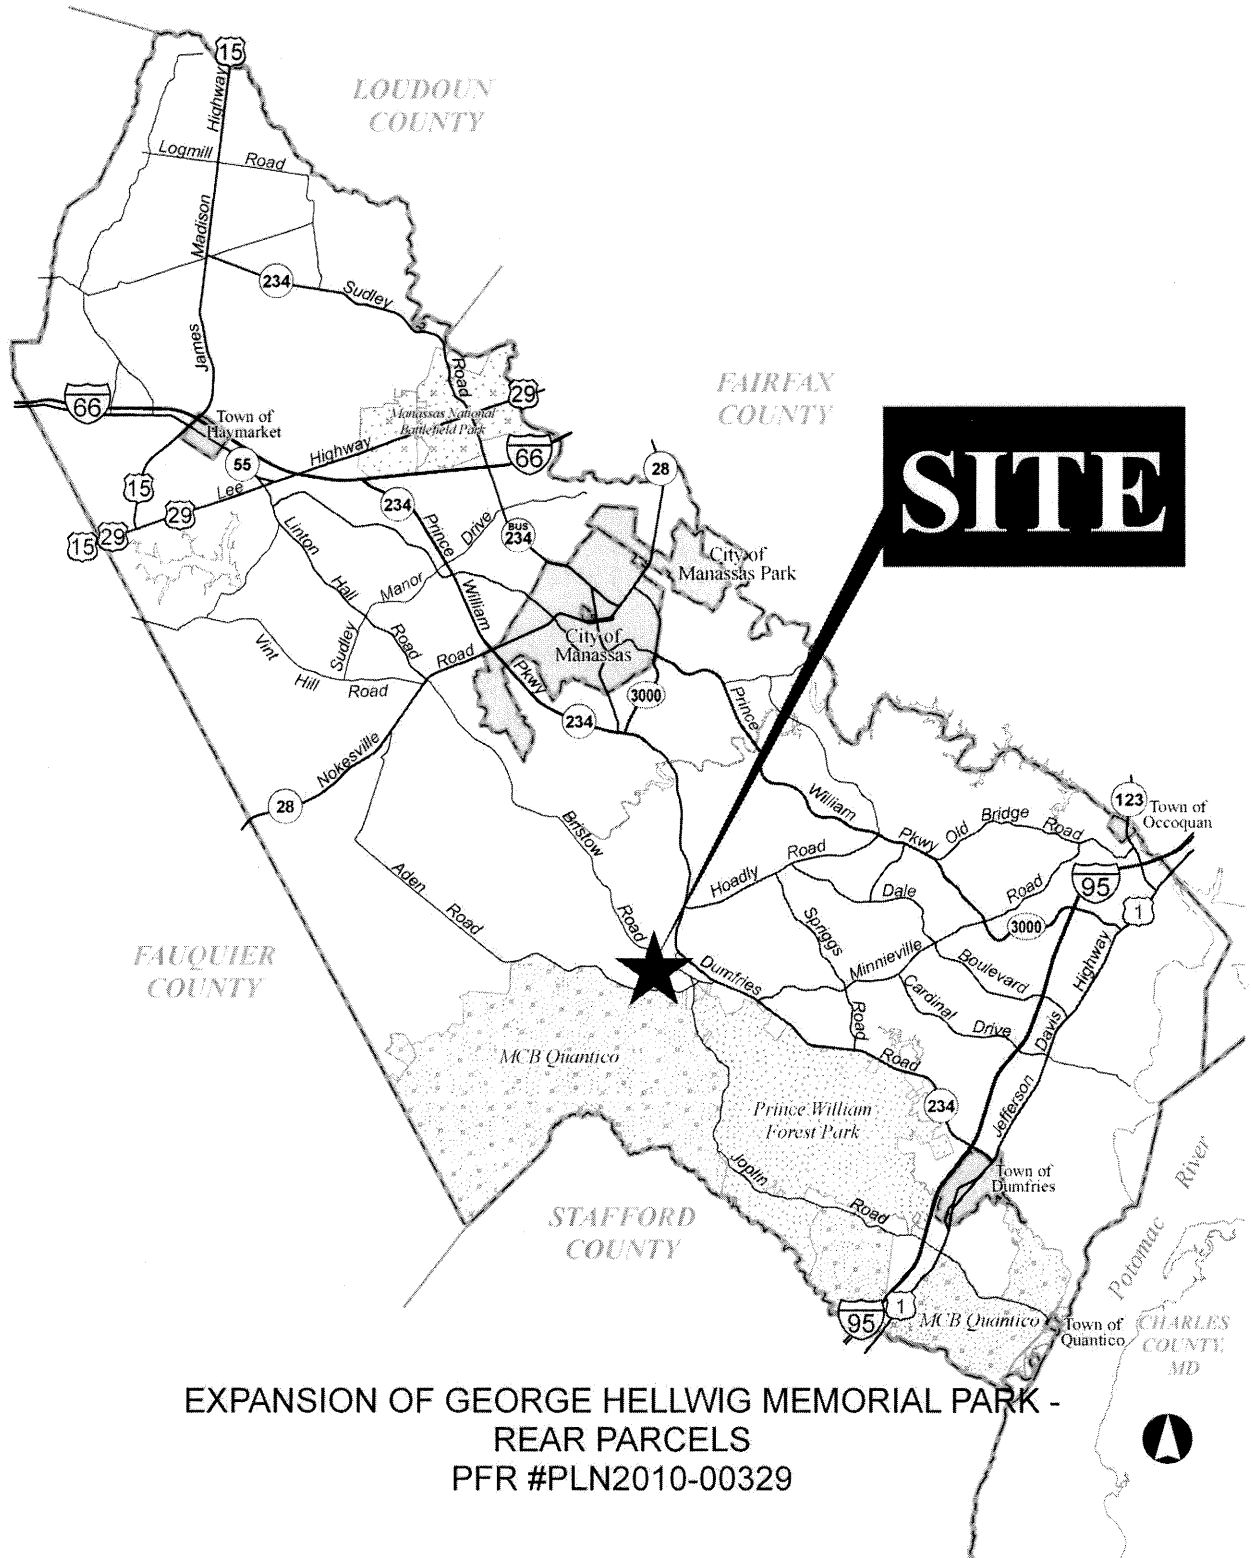 15
LOUDOUN
COUNTY
Highway
Logmill Road
Madison
234
Sudley
James
Road
FAIRFAX
COUNTY
29
66
Town of
Haymarket
Manassas National
Battlefield Park
SITE
Highway
66
55
28
15
Lee
29
234
Prince
Drive
BUS
234
29
15
Linton
City of
Manassas Park
Hall
Manor
William
Sudley
Road
City of
Manassas
Vint
Road
Hill
Road
Pkwy
3000
Prince
234
Nokesville
28
William
123
Town of
Occoquan
Bristow
Pkwy
Old
Bridge
Road
Road
Hoadly
Aden
Road
95
Dale
Road
1
Road
Spriggs
3000
FAUQUIER
COUNTY
Dumfries
Minnieville
Boulevard
Highway
Cardinal
Drive
Road
Davis
MCB Quantico
Road
Prince William
Forest Park
234
Jefferson
Joplin
Town of
Dumfries
River
Road
STAFFORD
COUNTY
Potomac
1
95
MCB Quantico
Town of
Quantico
CHARLES
COUNTY,
MD
EXPANSION OF GEORGE HELLWIG MEMORIAL PARK -
REAR PARCELS
PFR #PLN2010-00329